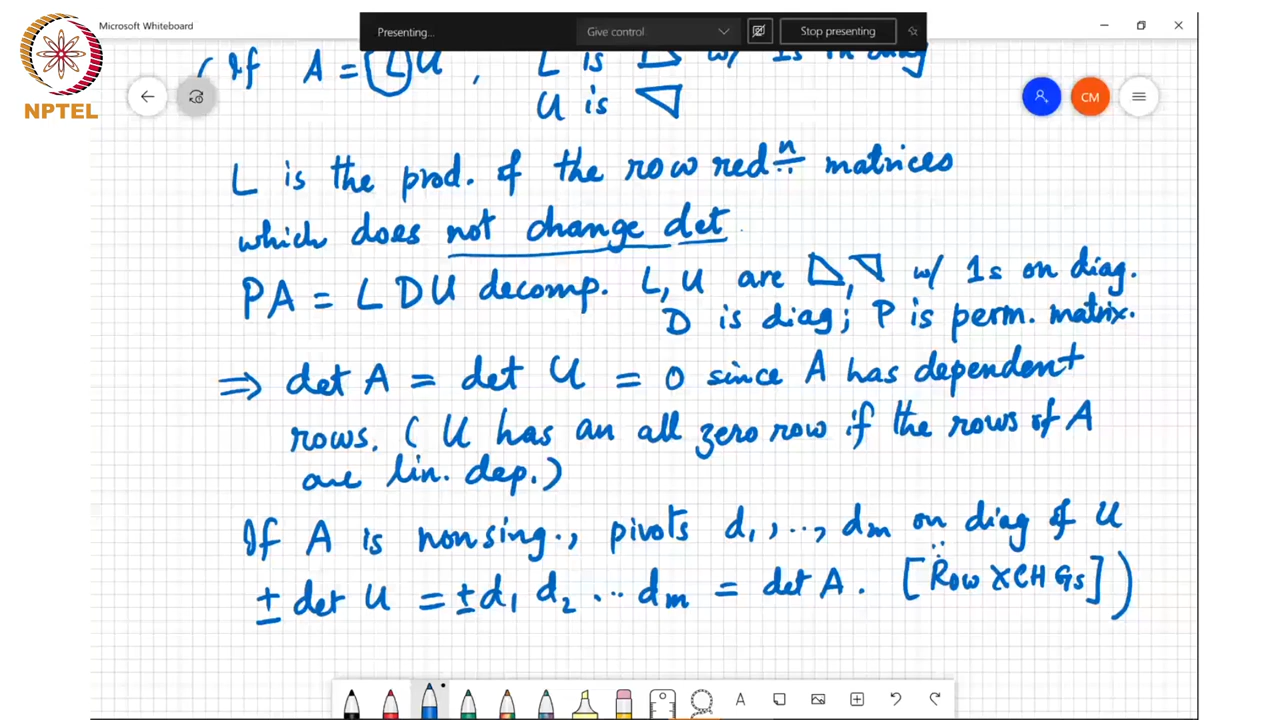 Microsoft Whiteboard
Presenting...
Give control
Stop presenting
NPTEL
CM
( If A = L U , L is w/ 1s in diag
U is
L is the prod. of the row redn matrices
which does not change det
PA = L D U decomp. L, U are , w/ 1s on diag.
D is diag; P is perm. matrix.
⇒ det A = det U = 0 since A has dependent
rows. ( U has an all zero row if the rows of A
are lin. dep.)
If A is nonsing., pivots d1, .., dm on diag of U
± det U = ± d1 d2 ... dm = det A. [∵ Row XCHGs] )
A